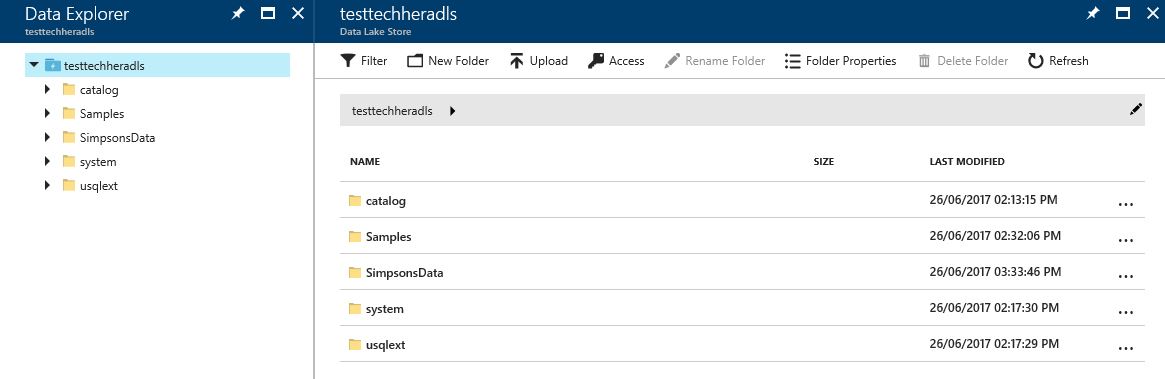 Data Explorer
testtechheradls
testtechheradls
catalog
Samples
SimpsonsData
system
usqlext
testtechheradls
Data Lake Store
Filter New Folder Upload Access Rename Folder Folder Properties Delete Folder Refresh
testtechheradls
NAME SIZE LAST MODIFIED
catalog 26/06/2017 02:13:15 PM ...
Samples 26/06/2017 02:32:06 PM ...
SimpsonsData 26/06/2017 03:33:46 PM ...
system 26/06/2017 02:17:30 PM ...
usqlext 26/06/2017 02:17:29 PM ...